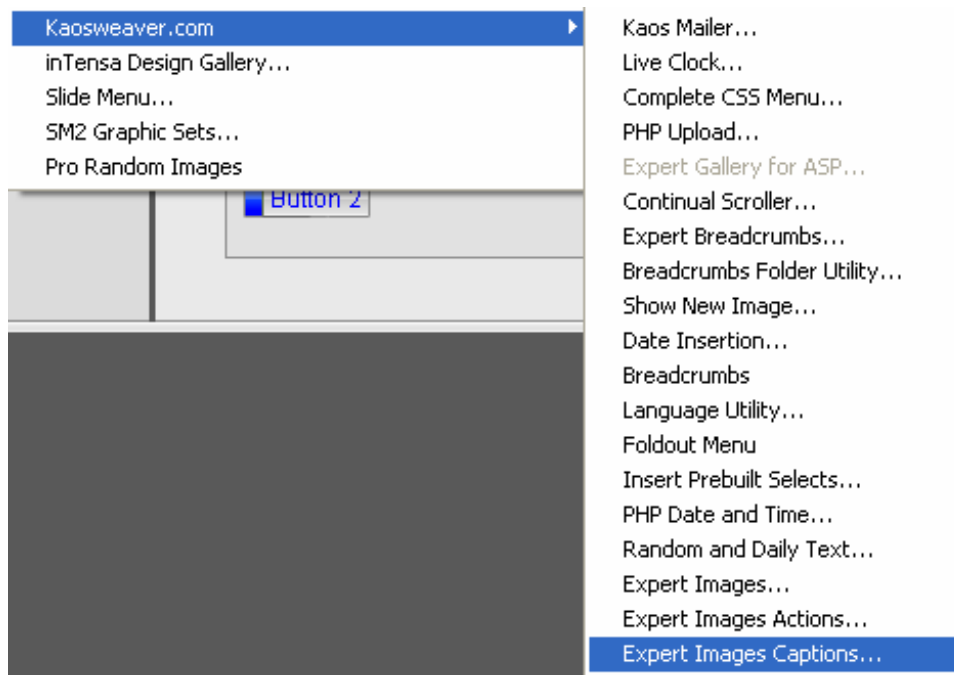 Kaosweaver.com
inTensa Design Gallery...
Slide Menu...
SM2 Graphic Sets...
Pro Random Images
Button 2
Kaos Mailer...
Live Clock...
Complete CSS Menu...
PHP Upload...
Expert Gallery for ASP...
Continual Scroller...
Expert Breadcrumbs...
Breadcrumbs Folder Utility...
Show New Image...
Date Insertion...
Breadcrumbs
Language Utility...
Foldout Menu
Insert Prebuilt Selects...
PHP Date and Time...
Random and Daily Text...
Expert Images...
Expert Images Actions...
Expert Images Captions...